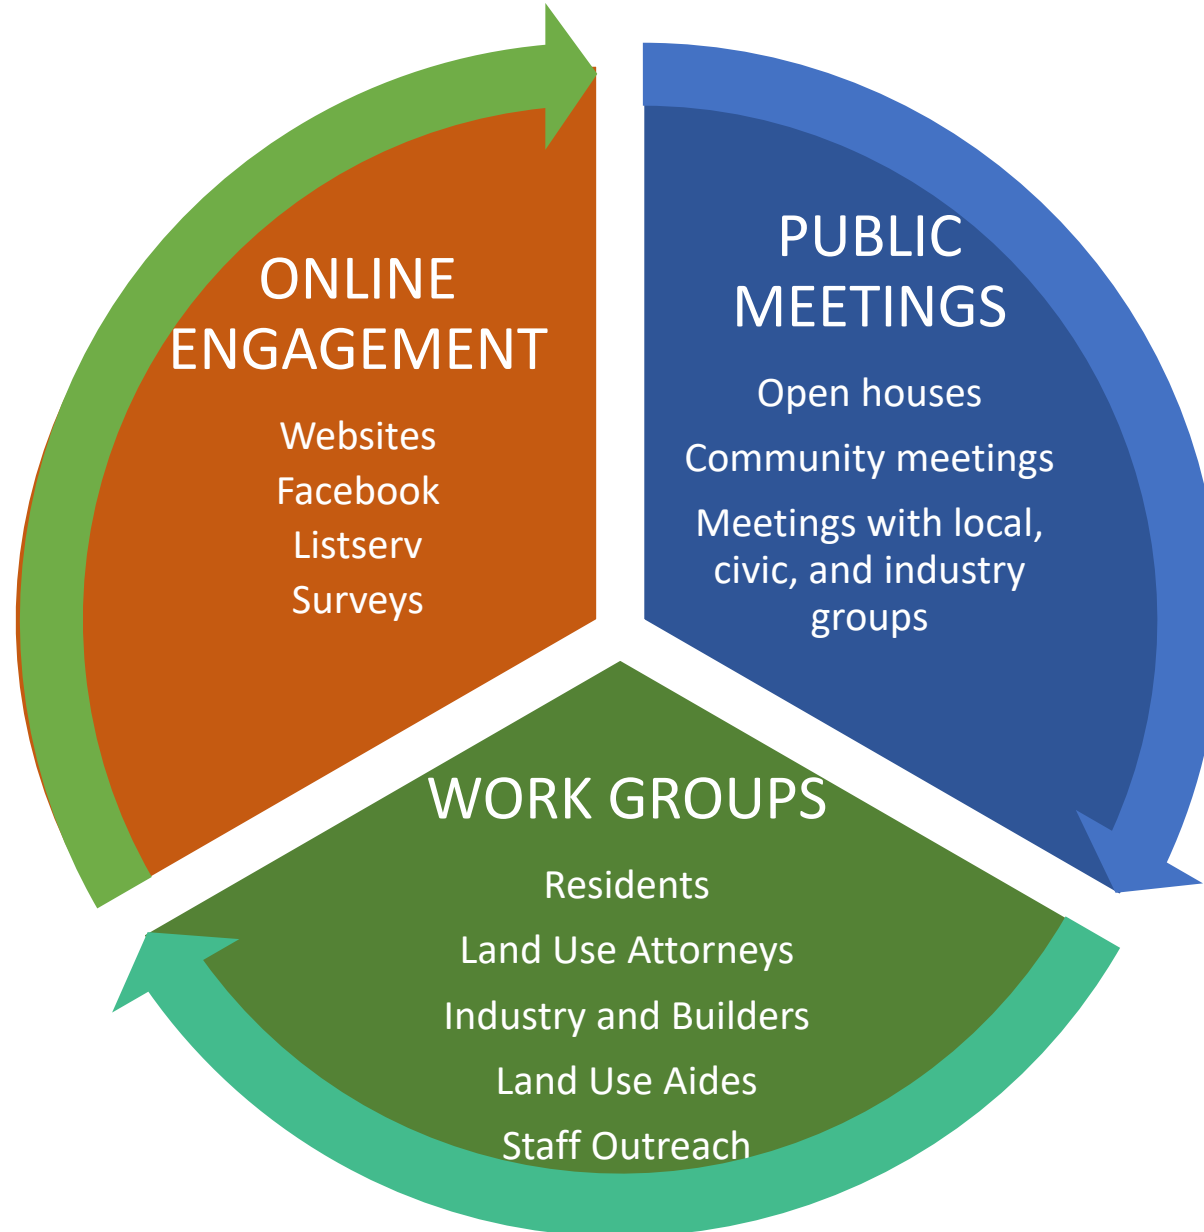 ONLINE
ENGAGEMENT
Websites
Facebook
Listserv
Surveys
PUBLIC
MEETINGS
Open houses
Community meetings
Meetings with local,
civic, and industry
groups
WORK GROUPS
Residents
Land Use Attorneys
Industry and Builders
Land Use Aides
Staff Outreach